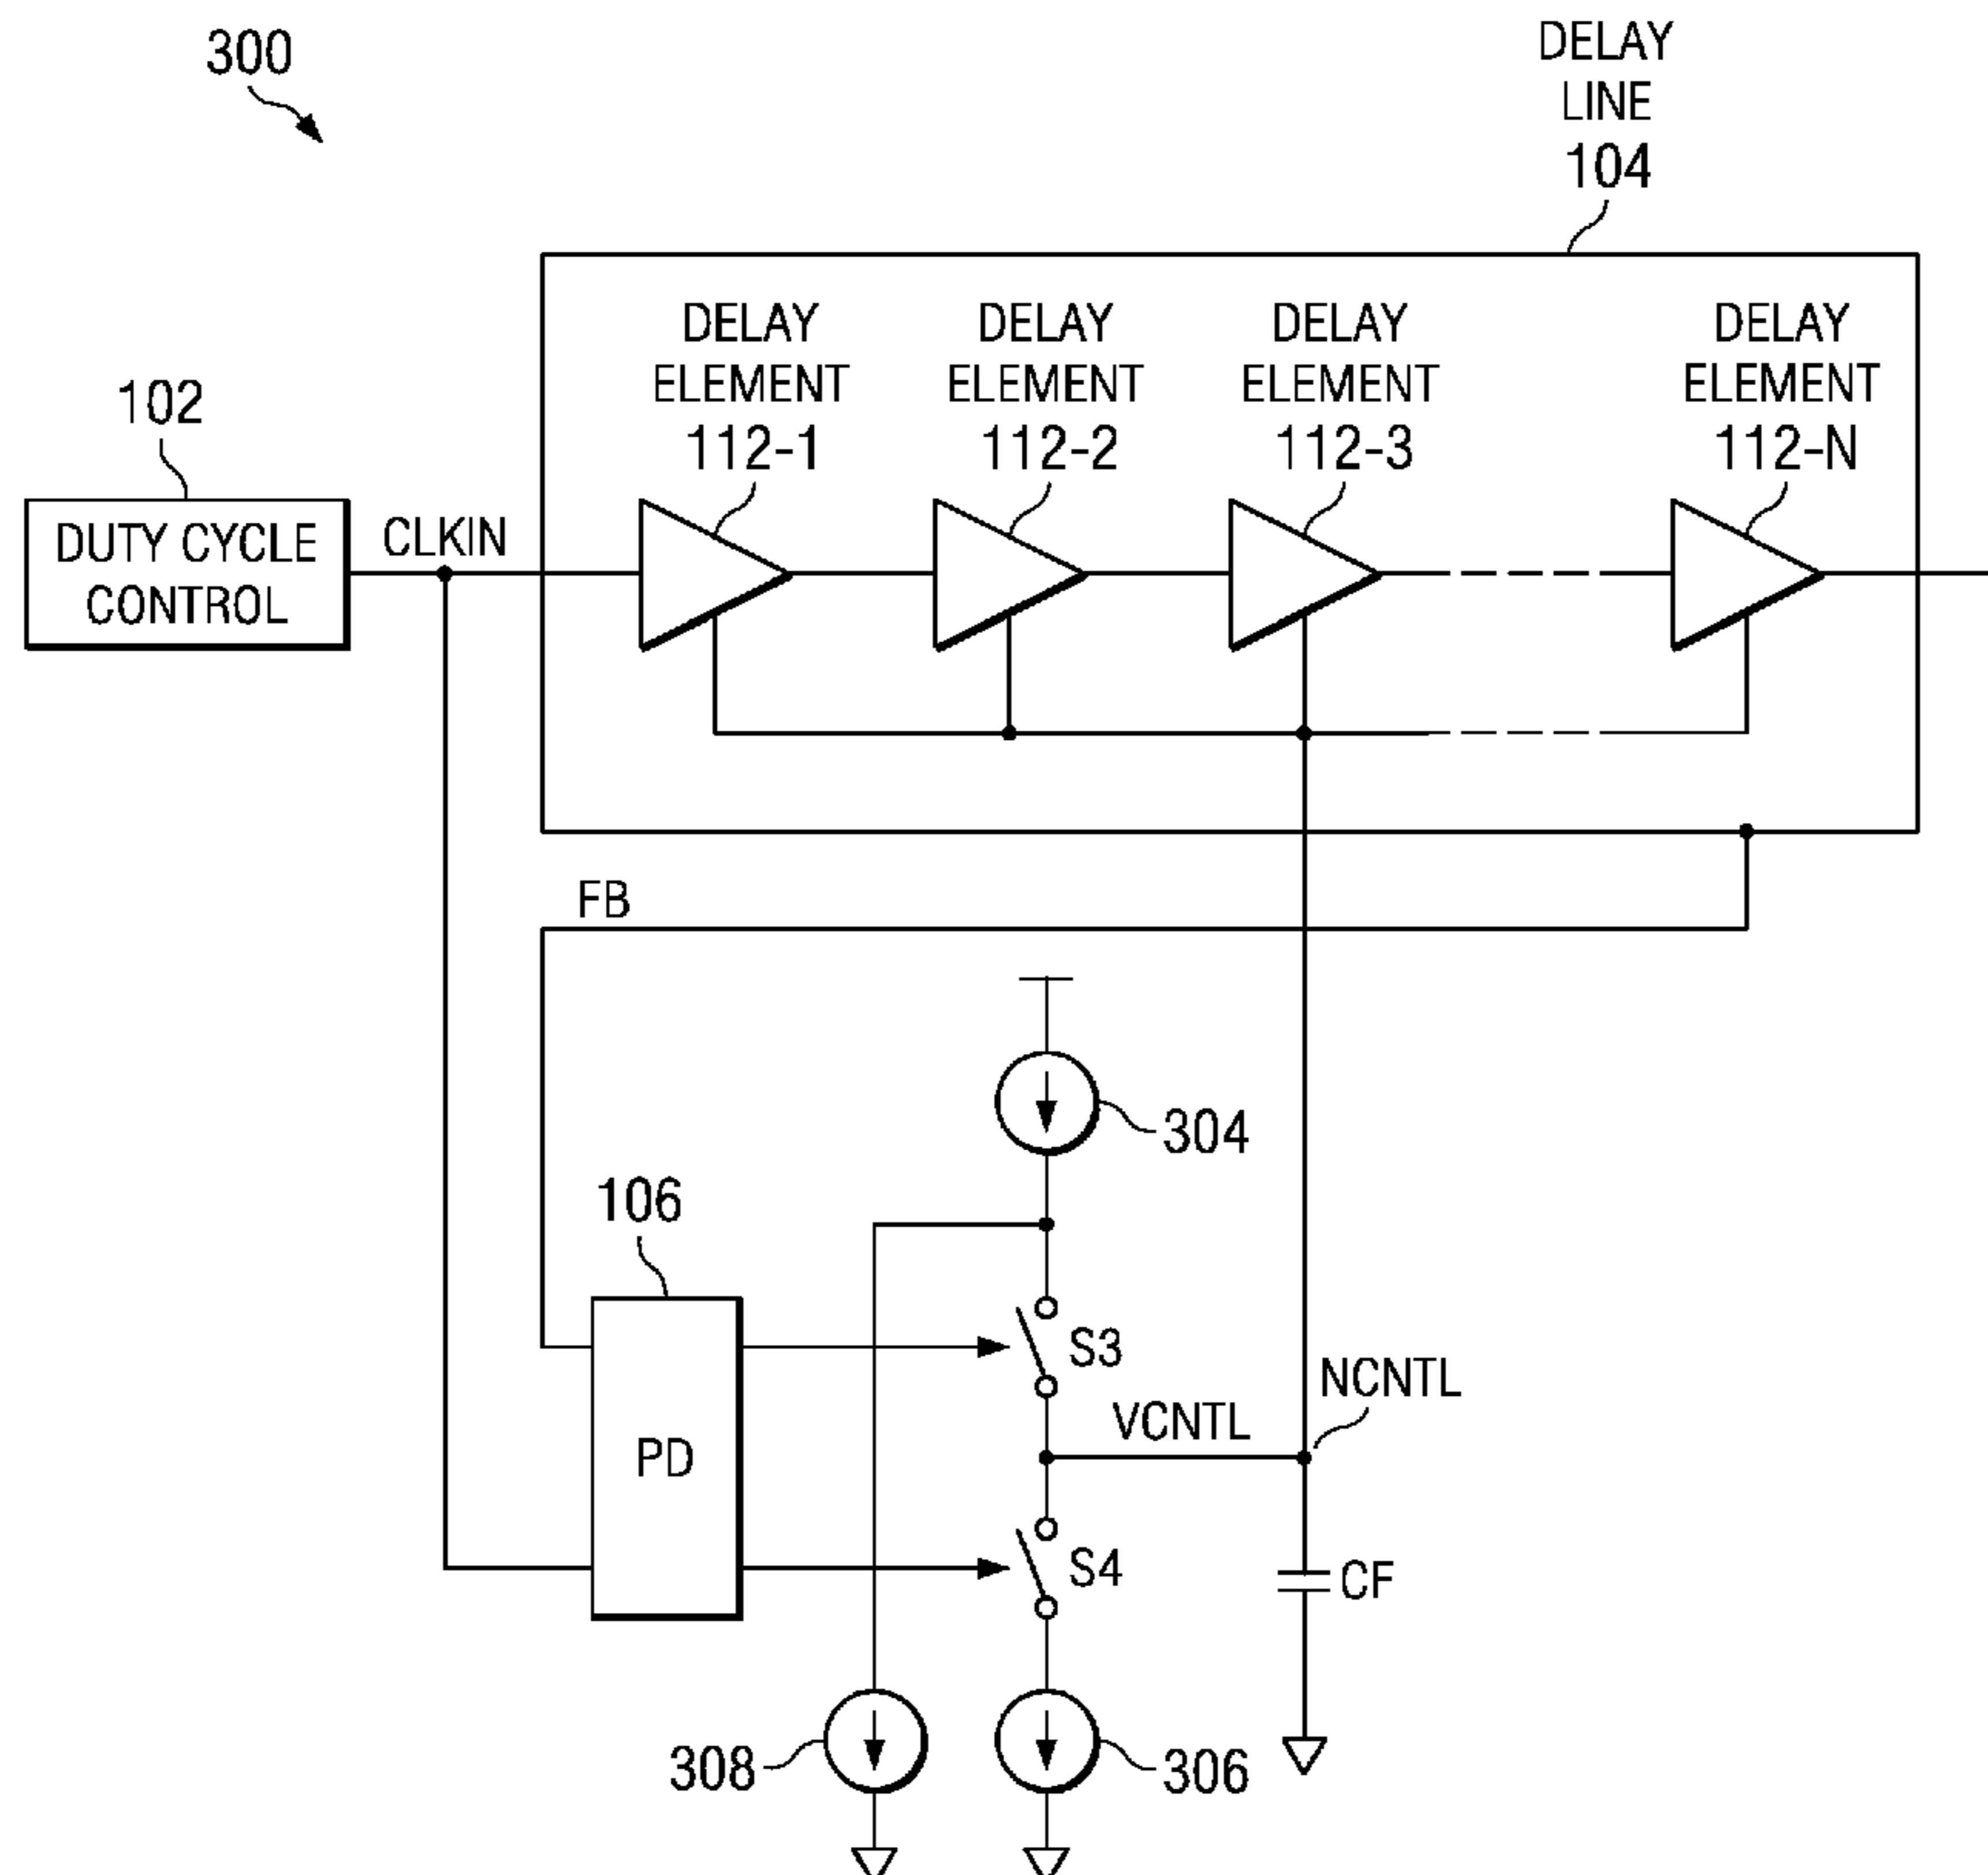 300
DELAY
LINE
104
DELAY
ELEMENT
112-1
DELAY
ELEMENT
112-2
DELAY
ELEMENT
112-3
DELAY
ELEMENT
112-N
102
DUTY CYCLE
CONTROL
CLKIN
FB
304
106
S3
PD
VCNTL
NCNTL
S4
CF
308
306